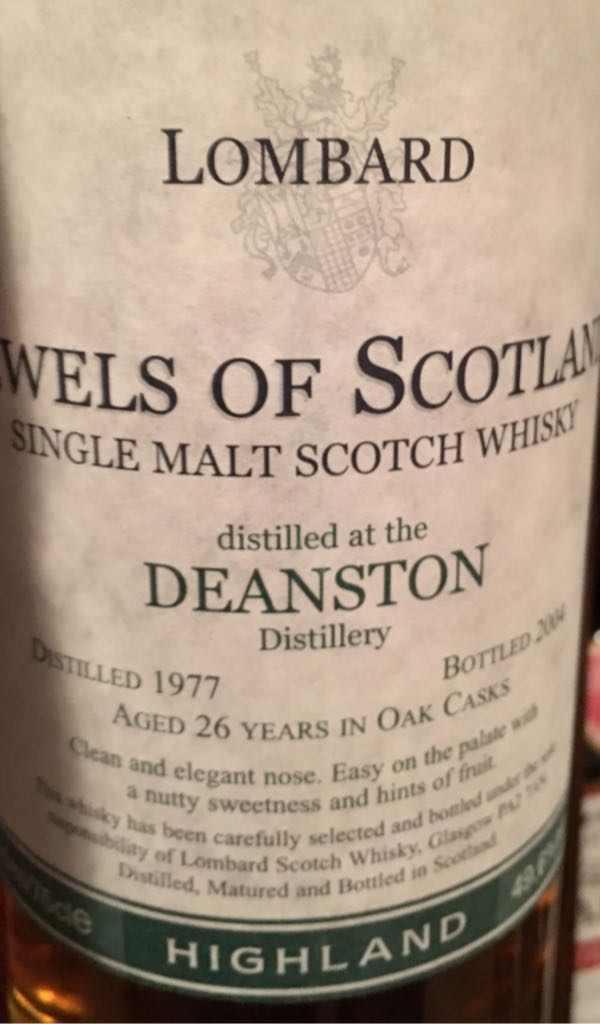 LOMBARD
WELS OF SCOTLAN
SINGLE MALT SCOTCH WHISKY
distilled at the
DEANSTON
Distillery
DISTILLED 1977
BOTTLED 2004
AGED 26 YEARS IN OAK CASKS
Clean and elegant nose. Easy on the palate with
a nutty sweetness and hints of fruit.
This whisky has been carefully selected and bottled under the sole
responsibility of Lombard Scotch Whisky, Glasgow PA2
Distilled, Matured and Bottled in Scotland.
HIGHLAND